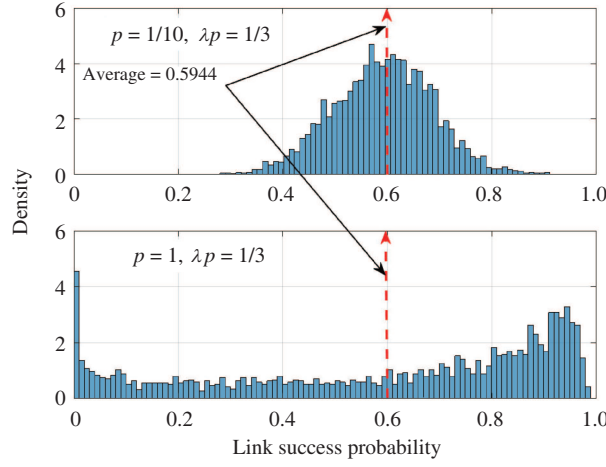 6
p = 1/10, λp = 1/3
4
Average = 0.5944
2
0
0 0.2 0.4 0.6 0.8 1.0
Density
6
p = 1, λp = 1/3
4
2
0
0 0.2 0.4 0.6 0.8 1.0
Link success probability